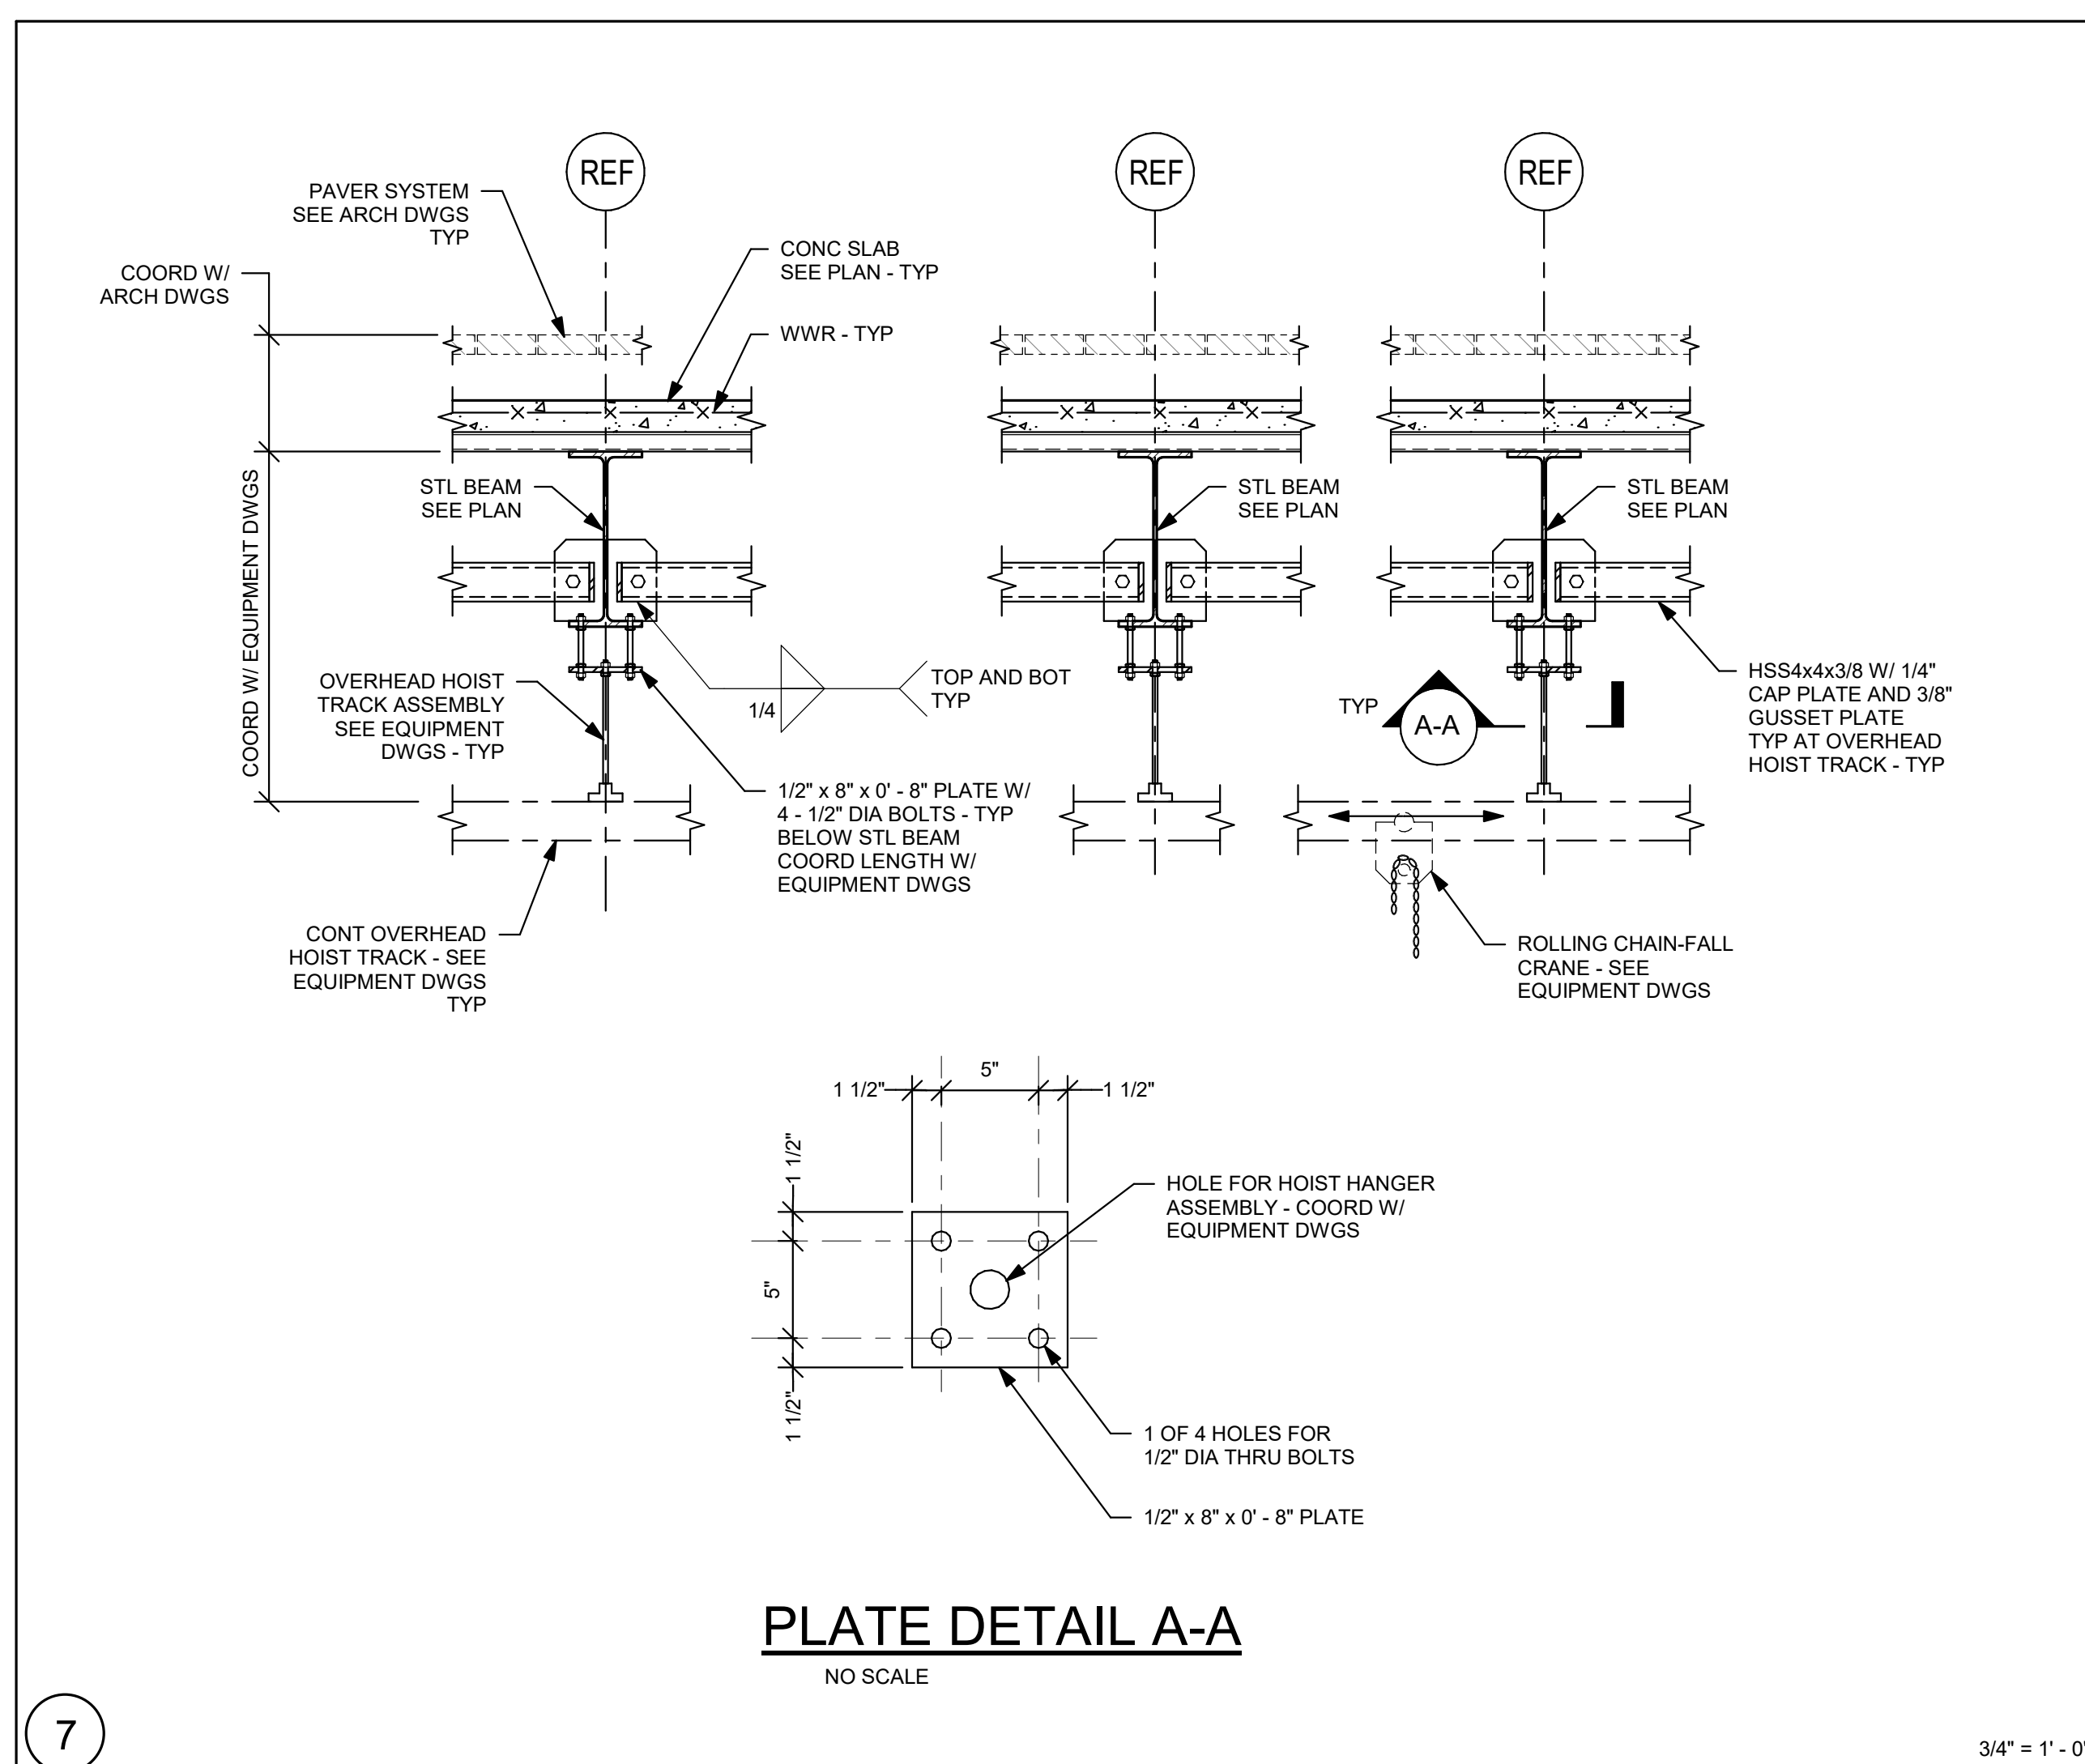 REF
REF
REF
PAVER SYSTEM
SEE ARCH DWGS
TYP
COORD W/
ARCH DWGS
CONC SLAB
SEE PLAN - TYP
WWR - TYP
COORD W/ EQUIPMENT DWGS
STL BEAM
SEE PLAN
STL BEAM
SEE PLAN
STL BEAM
SEE PLAN
OVERHEAD HOIST
TRACK ASSEMBLY
SEE EQUIPMENT
DWGS - TYP
1/4
TOP AND BOT
TYP
TYP
A-A
HSS4x4x3/8 W/ 1/4"
CAP PLATE AND 3/8"
GUSSET PLATE
TYP AT OVERHEAD
HOIST TRACK - TYP
1/2" x 8" x 0' - 8" PLATE W/
4 - 1/2" DIA BOLTS - TYP
BELOW STL BEAM
COORD LENGTH W/
EQUIPMENT DWGS
CONT OVERHEAD
HOIST TRACK - SEE
EQUIPMENT DWGS
TYP
ROLLING CHAIN-FALL
CRANE - SEE
EQUIPMENT DWGS
1 1/2"
5"
1 1/2"
1 1/2"
5"
1 1/2"
HOLE FOR HOIST HANGER
ASSEMBLY - COORD W/
EQUIPMENT DWGS
1 OF 4 HOLES FOR
1/2" DIA THRU BOLTS
1/2" x 8" x 0' - 8" PLATE
PLATE DETAIL A-A
NO SCALE
7
3/4" = 1' - 0"